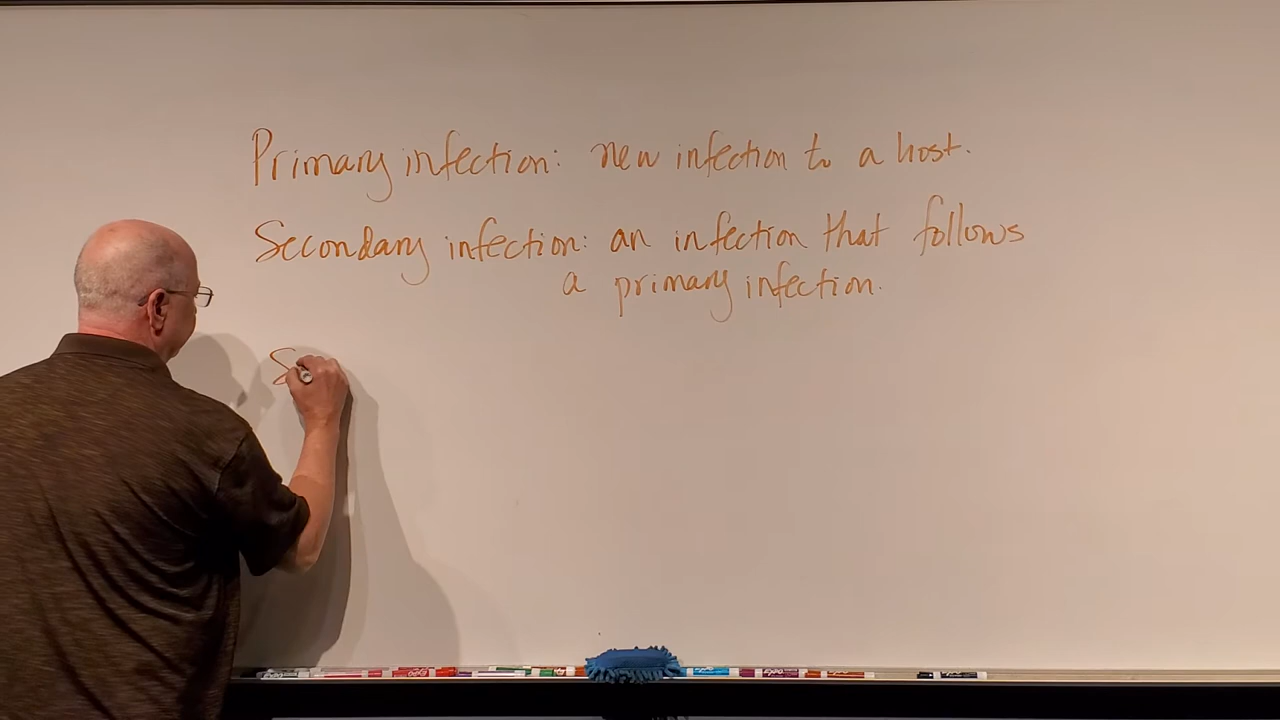 Primary infection: new infection to a host.
Secondary infection: an infection that follows
a primary infection.
S